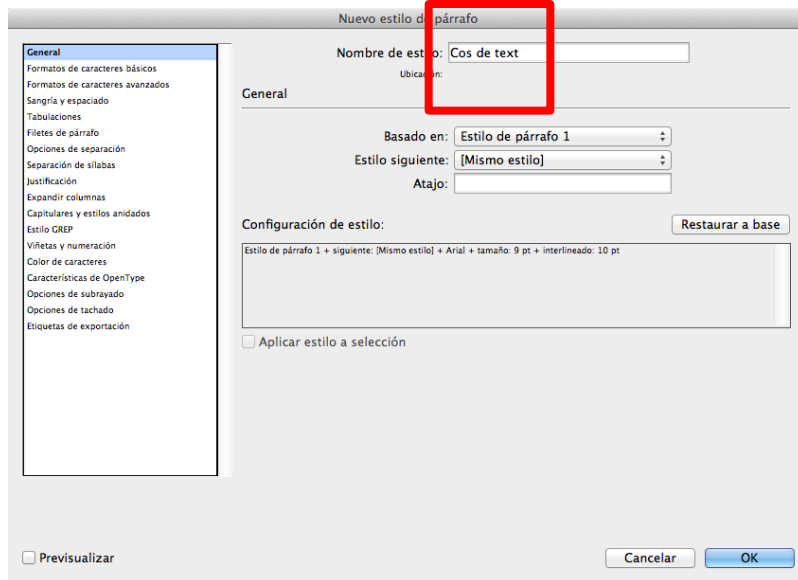 Nuevo estilo de párrafo
General
Formatos de caracteres básicos
Formatos de caracteres avanzados
Sangría y espaciado
Tabulaciones
Filetes de párrafo
Opciones de separación
Separación de sílabas
Justificación
Expandir columnas
Capitulares y estilos anidados
Estilo GREP
Viñetas y numeración
Color de caracteres
Características de OpenType
Opciones de subrayado
Opciones de tachado
Etiquetas de exportación
Nombre de estilo: Cos de text
Ubicación:
General
Basado en: Estilo de párrafo 1
Estilo siguiente: [Mismo estilo]
Atajo:
Configuración de estilo: Restaurar a base
Estilo de párrafo 1 + siguiente: [Mismo estilo] + Arial + tamaño: 9 pt + interlineado: 10 pt
Aplicar estilo a selección
Previsualizar Cancelar OK